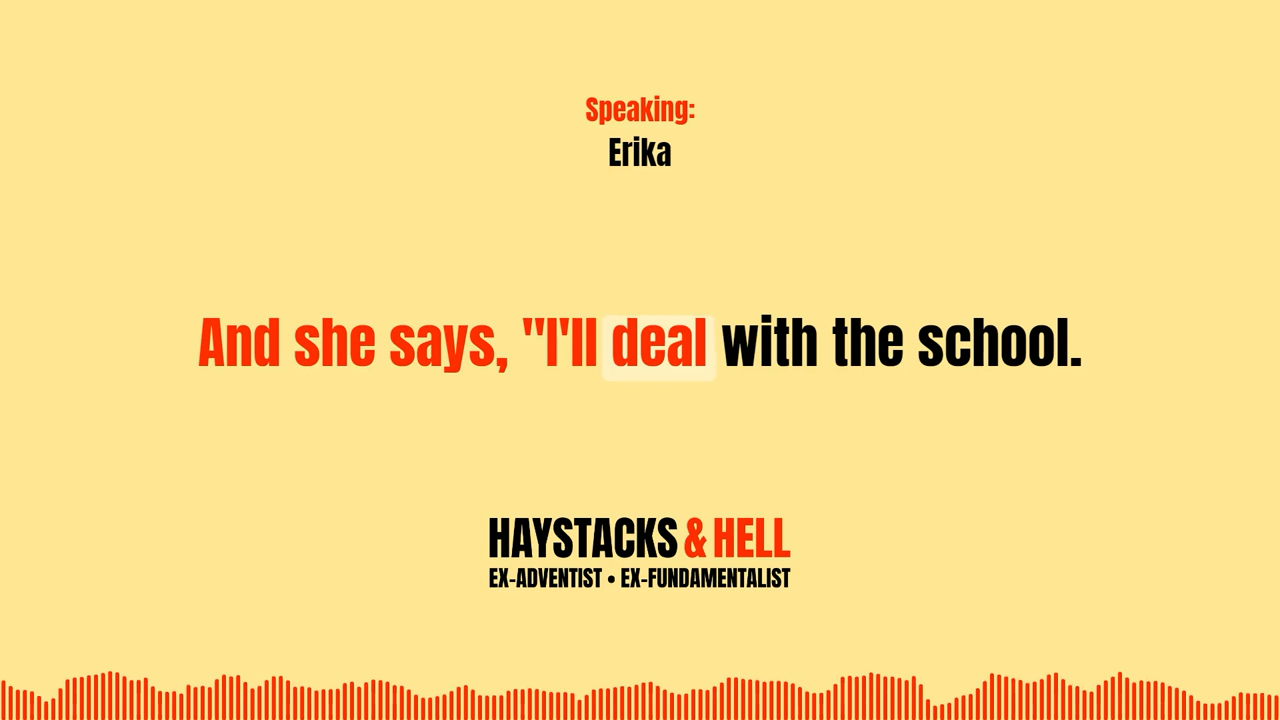 Speaking:
Erika
And she says, "I'll deal with the school.
HAYSTACKS & HELL
EX-ADVENTIST • EX-FUNDAMENTALIST